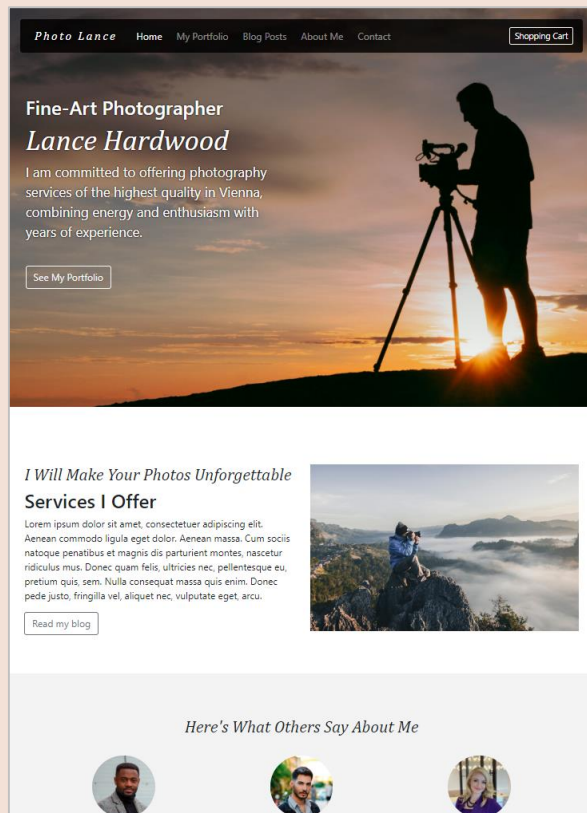 Photo Lance
Home
My Portfolio
Blog Posts
About Me
Contact
Shopping Cart
Fine-Art Photographer
Lance Hardwood
I am committed to offering photography
services of the highest quality in Vienna,
combining energy and enthusiasm with
years of experience.
See My Portfolio
I Will Make Your Photos Unforgettable
Services I Offer
Lorem ipsum dolor sit amet, consectetuer adipiscing elit.
Aenean commodo ligula eget dolor. Aenean massa. Cum sociis
natoque penatibus et magnis dis parturient montes, nascetur
ridiculus mus. Donec quam felis, ultricies nec, pellentesque eu,
pretium quis, sem. Nulla consequat massa quis enim. Donec
pede justo, fringilla vel, aliquet nec, vulputate eget, arcu.
Read my blog
Here's What Others Say About Me